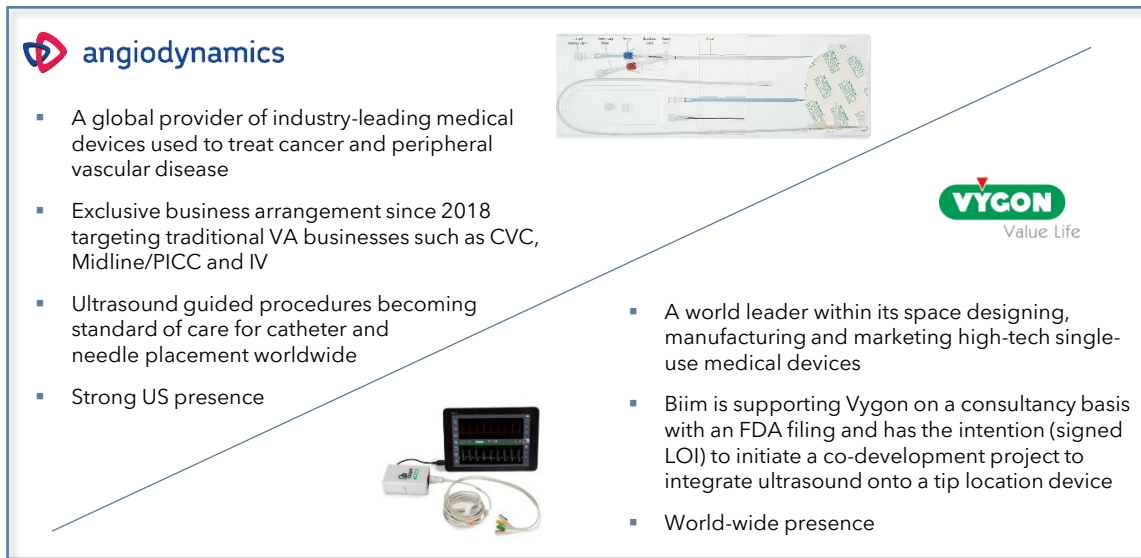 angiodynamics
▪ A global provider of industry-leading medical
devices used to treat cancer and peripheral
vascular disease
▪ Exclusive business arrangement since 2018
targeting traditional VA businesses such as CVC,
Midline/PICC and IV
▪ Ultrasound guided procedures becoming
standard of care for catheter and
needle placement worldwide
▪ Strong US presence
VYGON
Value Life
▪ A world leader within its space designing,
manufacturing and marketing high-tech single-
use medical devices
▪ Biim is supporting Vygon on a consultancy basis
with an FDA filing and has the intention (signed
LOI) to initiate a co-development project to
integrate ultrasound onto a tip location device
▪ World-wide presence